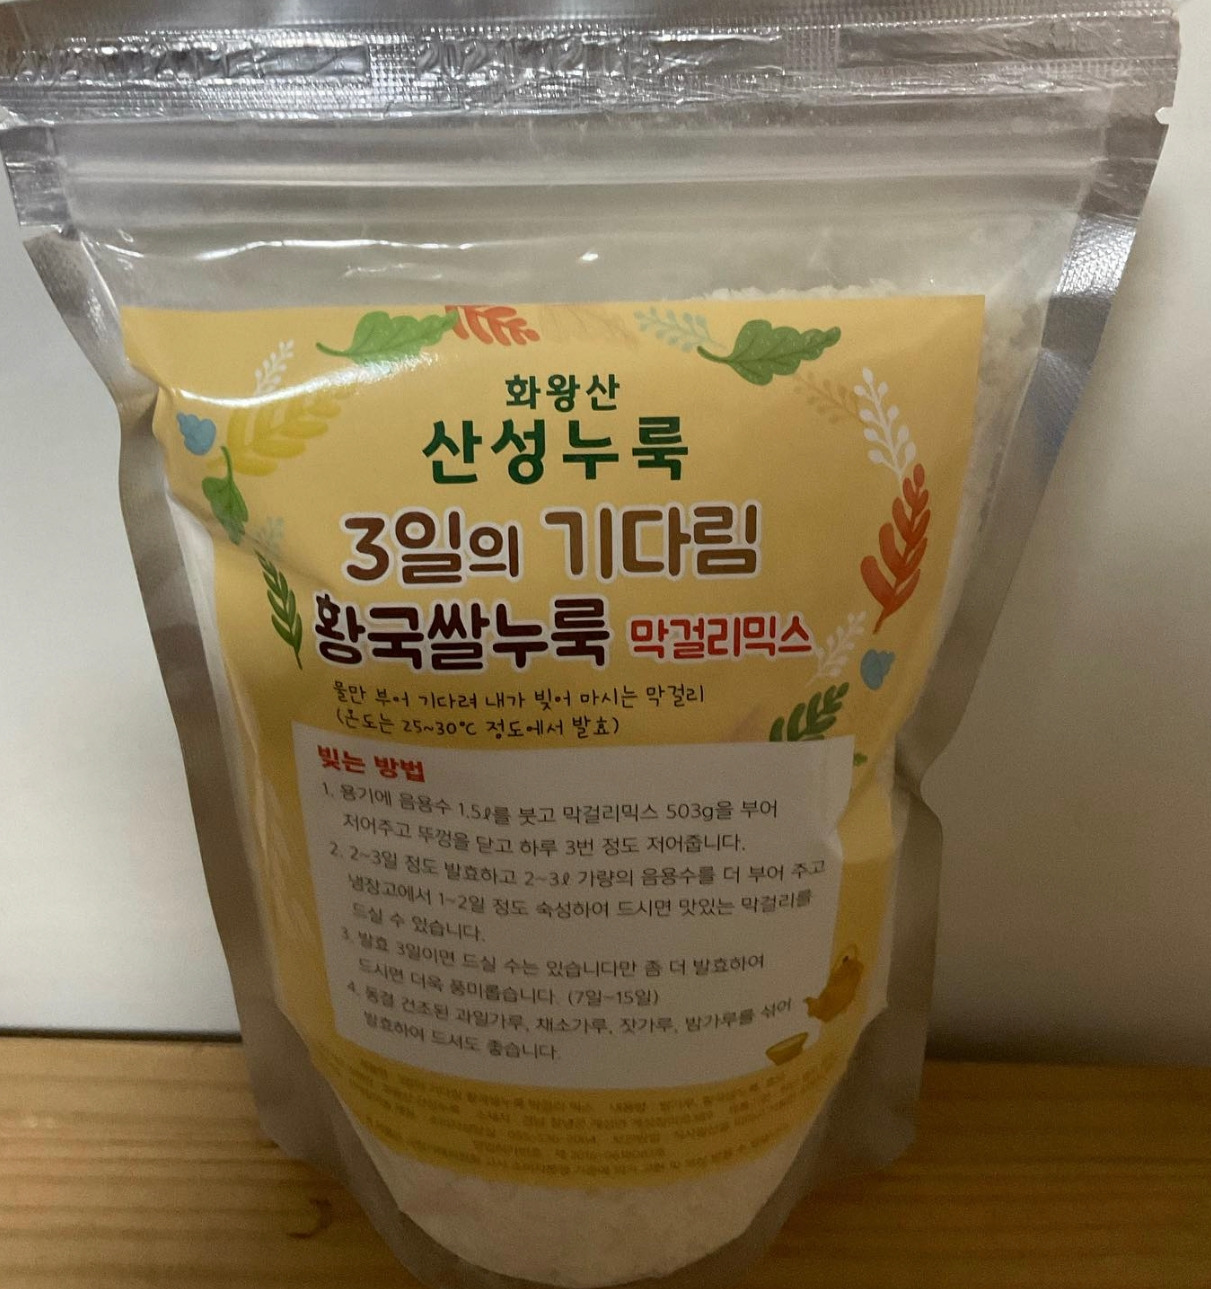 화왕산
산성누룩
3일의 기다림
황국쌀누룩 막걸리믹스
물만 부어 기다려 내가 빚어 마시는 막걸리
(온도는 25~30℃ 정도에서 발효)
빚는 방법
1. 용기에 음용수 1.5ℓ를 붓고 막걸리믹스 503g을 부어
저어주고 뚜껑을 닫고 하루 3번 정도 저어줍니다.
2. 2~3일 정도 발효하고 2~3ℓ 가량의 음용수를 더 부어 주고
냉장고에서 1~2일 정도 숙성하여 드시면 맛있는 막걸리를
드실 수 있습니다.
3. 발효 3일이면 드실 수는 있습니다만 좀 더 발효하여
드시면 더욱 풍미롭습니다. (7일~15일)
4. 동결 건조된 과일가루, 채소가루, 잣가루, 밤가루를 섞어
발효하여 드셔도 좋습니다.